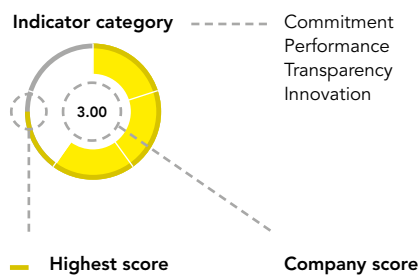 Indicator category
Commitment
Performance
Transparency
Innovation
3.00
Highest score
Company score